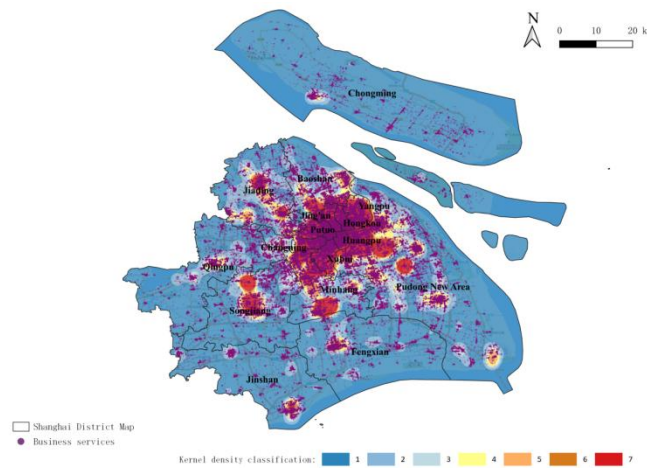 N
0 10 20 k
Chongming
Baoshan
Jiading
Yangpu
Jing'an
Hongkou
Putuo
Huangpu
Changning
Xuhui
Qingpu
Minhang
Pudong New Area
Songjiang
Fengxian
Jinshan
Shanghai District Map
Business services
Kernel density classification: 1 2 3 4 5 6 7